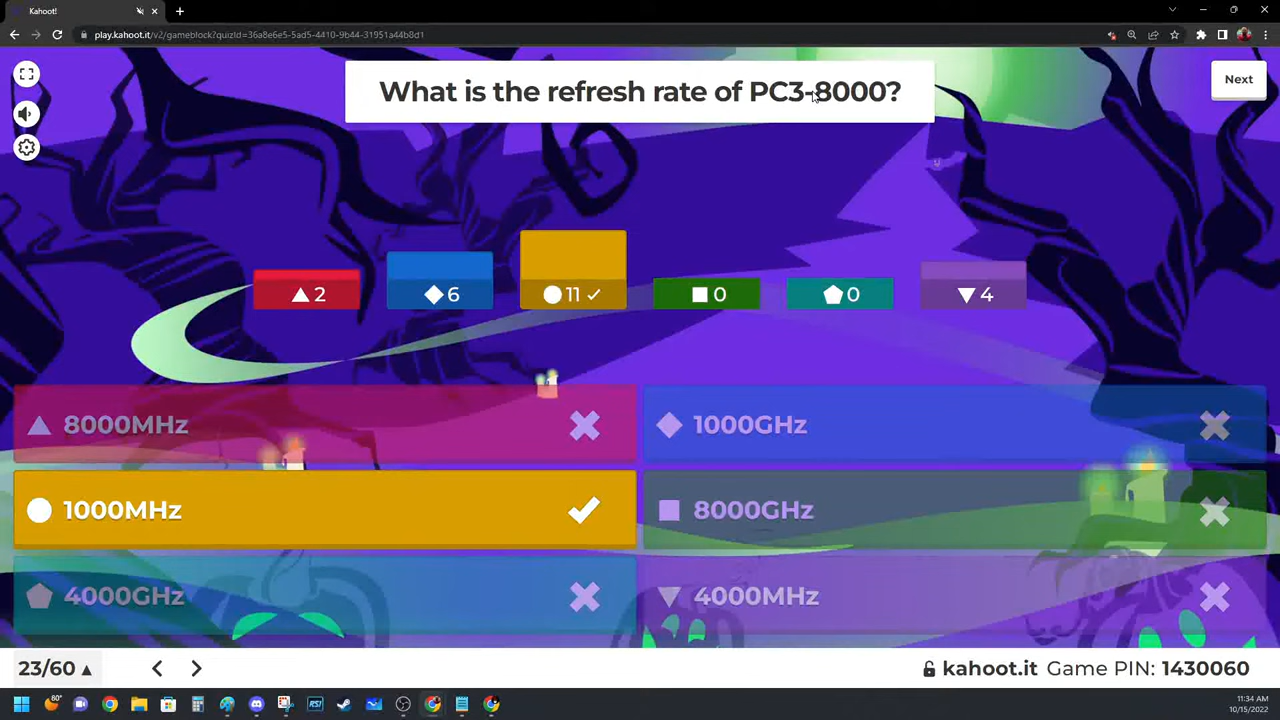 Kahoot!
play.kahoot.it/v2/gameblock?quizId=36a8e6e5-5ad5-4410-9b44-31951a44b8d1
What is the refresh rate of PC3-8000?
Next
2
6
11
0
0
4
8000MHz
1000GHz
1000MHz
8000GHz
4000GHz
4000MHz
23/60
kahoot.it Game PIN: 1430060
80°
RSI
11:34 AM
10/15/2022